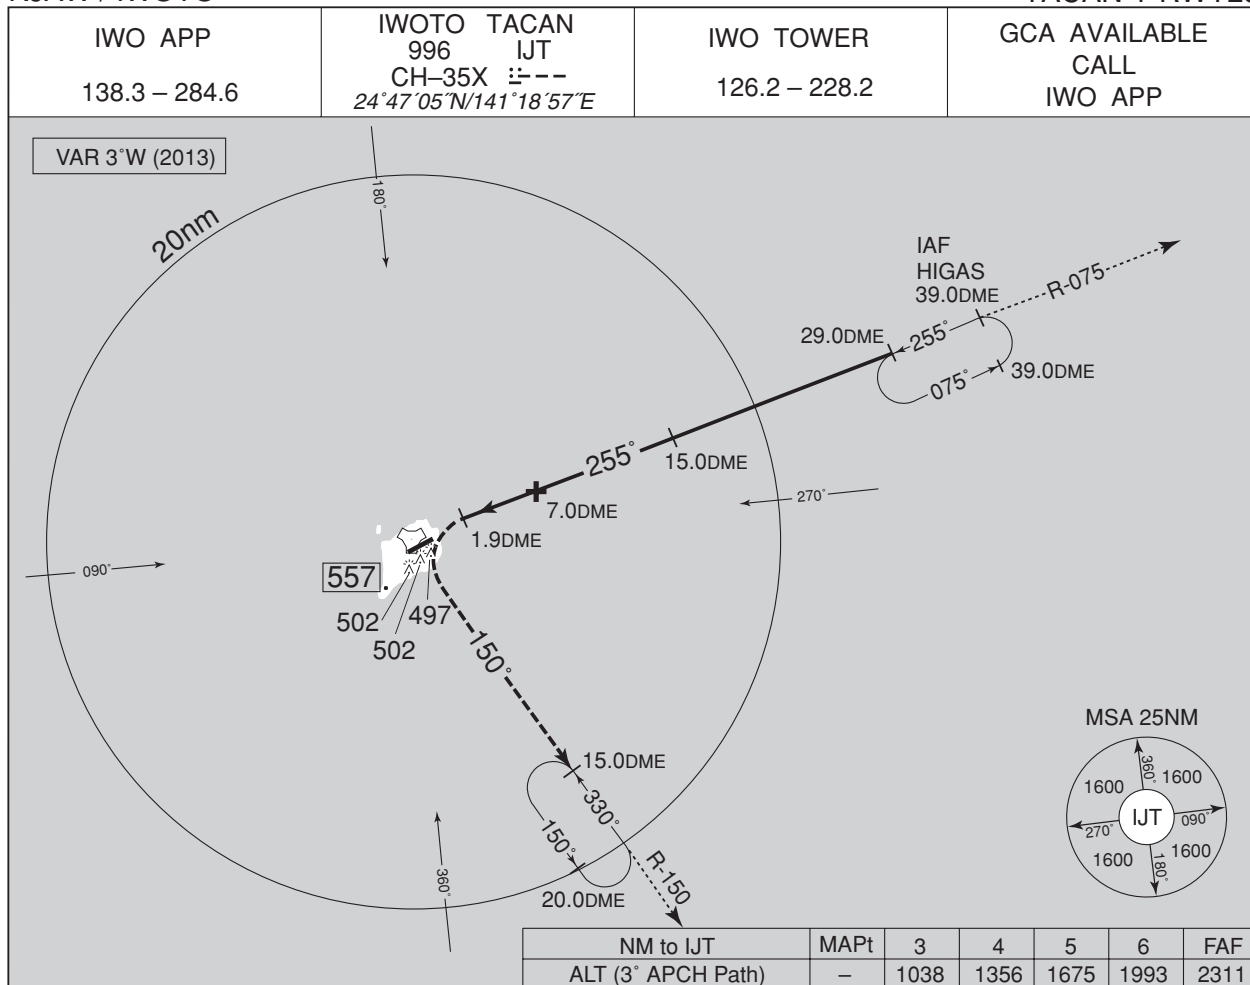 IWO APP
138.3 – 284.6
IWOTO TACAN
996 IJT
CH–35X
24°47´05˝N/141°18´57˝E
IWO TOWER
126.2 – 228.2
GCA AVAILABLE
CALL
IWO APP
VAR 3°W (2013)
180°
20nm
IAF
HIGAS
39.0DME
R-075
29.0DME
255°
075°
39.0DME
255°
15.0DME
270°
7.0DME
1.9DME
090°
557
502
497
502
150°
MSA 25NM
1600
360°
1600
IJT
270°
090°
1600
180°
1600
15.0DME
330°
150°
360°
R-150
20.0DME
NM to IJT MAPt 3 4 5 6 FAF
ALT (3° APCH Path) – 1038 1356 1675 1993 2311